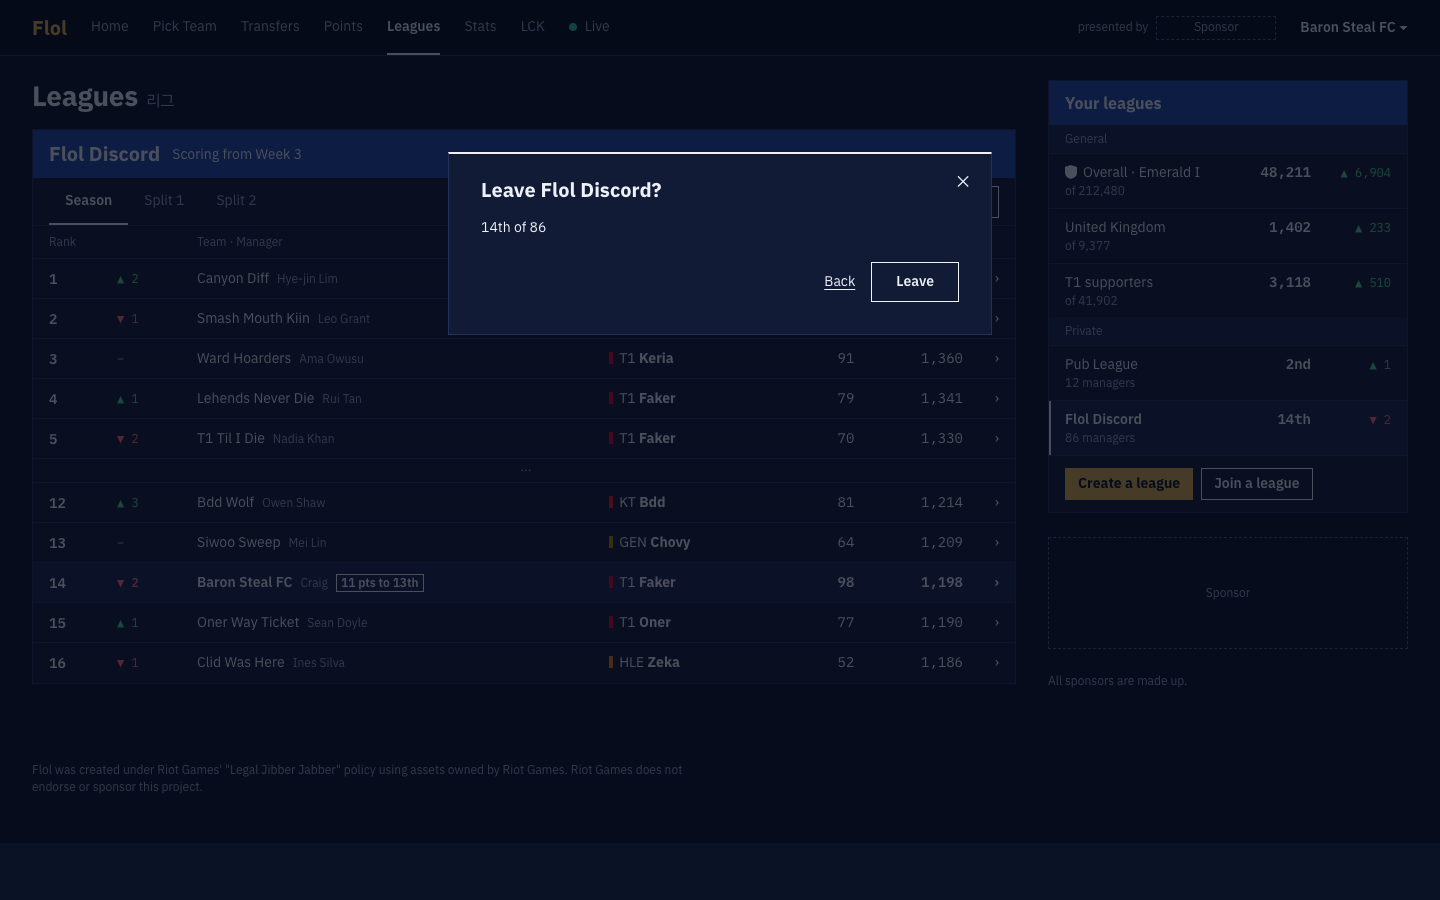 Flol Home Pick Team Transfers Points Leagues Stats LCK Live presented by Sponsor Baron Steal FC
Leagues 리그
Flol Discord Scoring from Week 3
Season Split 1 Split 2
Rank Team · Manager
1 ▲ 2 Canyon Diff Hye-jin Lim ›
2 ▼ 1 Smash Mouth Kiin Leo Grant ›
3 – Ward Hoarders Ama Owusu T1 Keria 91 1,360 ›
4 ▲ 1 Lehends Never Die Rui Tan T1 Faker 79 1,341 ›
5 ▼ 2 T1 Til I Die Nadia Khan T1 Faker 70 1,330 ›
...
12 ▲ 3 Bdd Wolf Owen Shaw KT Bdd 81 1,214 ›
13 – Siwoo Sweep Mei Lin GEN Chovy 64 1,209 ›
14 ▼ 2 Baron Steal FC Craig 11 pts to 13th T1 Faker 98 1,198 ›
15 ▲ 1 Oner Way Ticket Sean Doyle T1 Oner 77 1,190 ›
16 ▼ 1 Clid Was Here Ines Silva HLE Zeka 52 1,186 ›
Leave Flol Discord?
14th of 86
Back Leave
Your leagues
General
Overall · Emerald I 48,211 ▲ 6,904
of 212,480
United Kingdom 1,402 ▲ 233
of 9,377
T1 supporters 3,118 ▲ 510
of 41,902
Private
Pub League 2nd ▲ 1
12 managers
Flol Discord 14th ▼ 2
86 managers
Create a league Join a league
Sponsor
All sponsors are made up.
Flol was created under Riot Games' "Legal Jibber Jabber" policy using assets owned by Riot Games. Riot Games does not
endorse or sponsor this project.